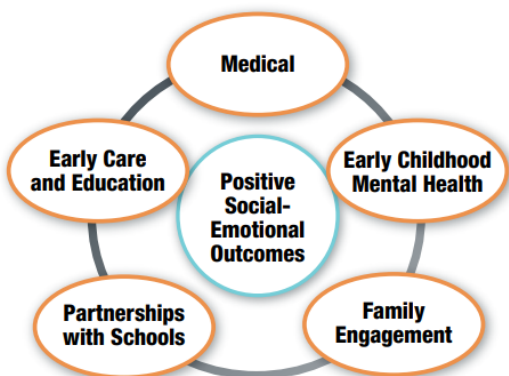 Medical
Early Care
and Education
Early Childhood
Mental Health
Positive
Social-
Emotional
Outcomes
Partnerships
with Schools
Family
Engagement